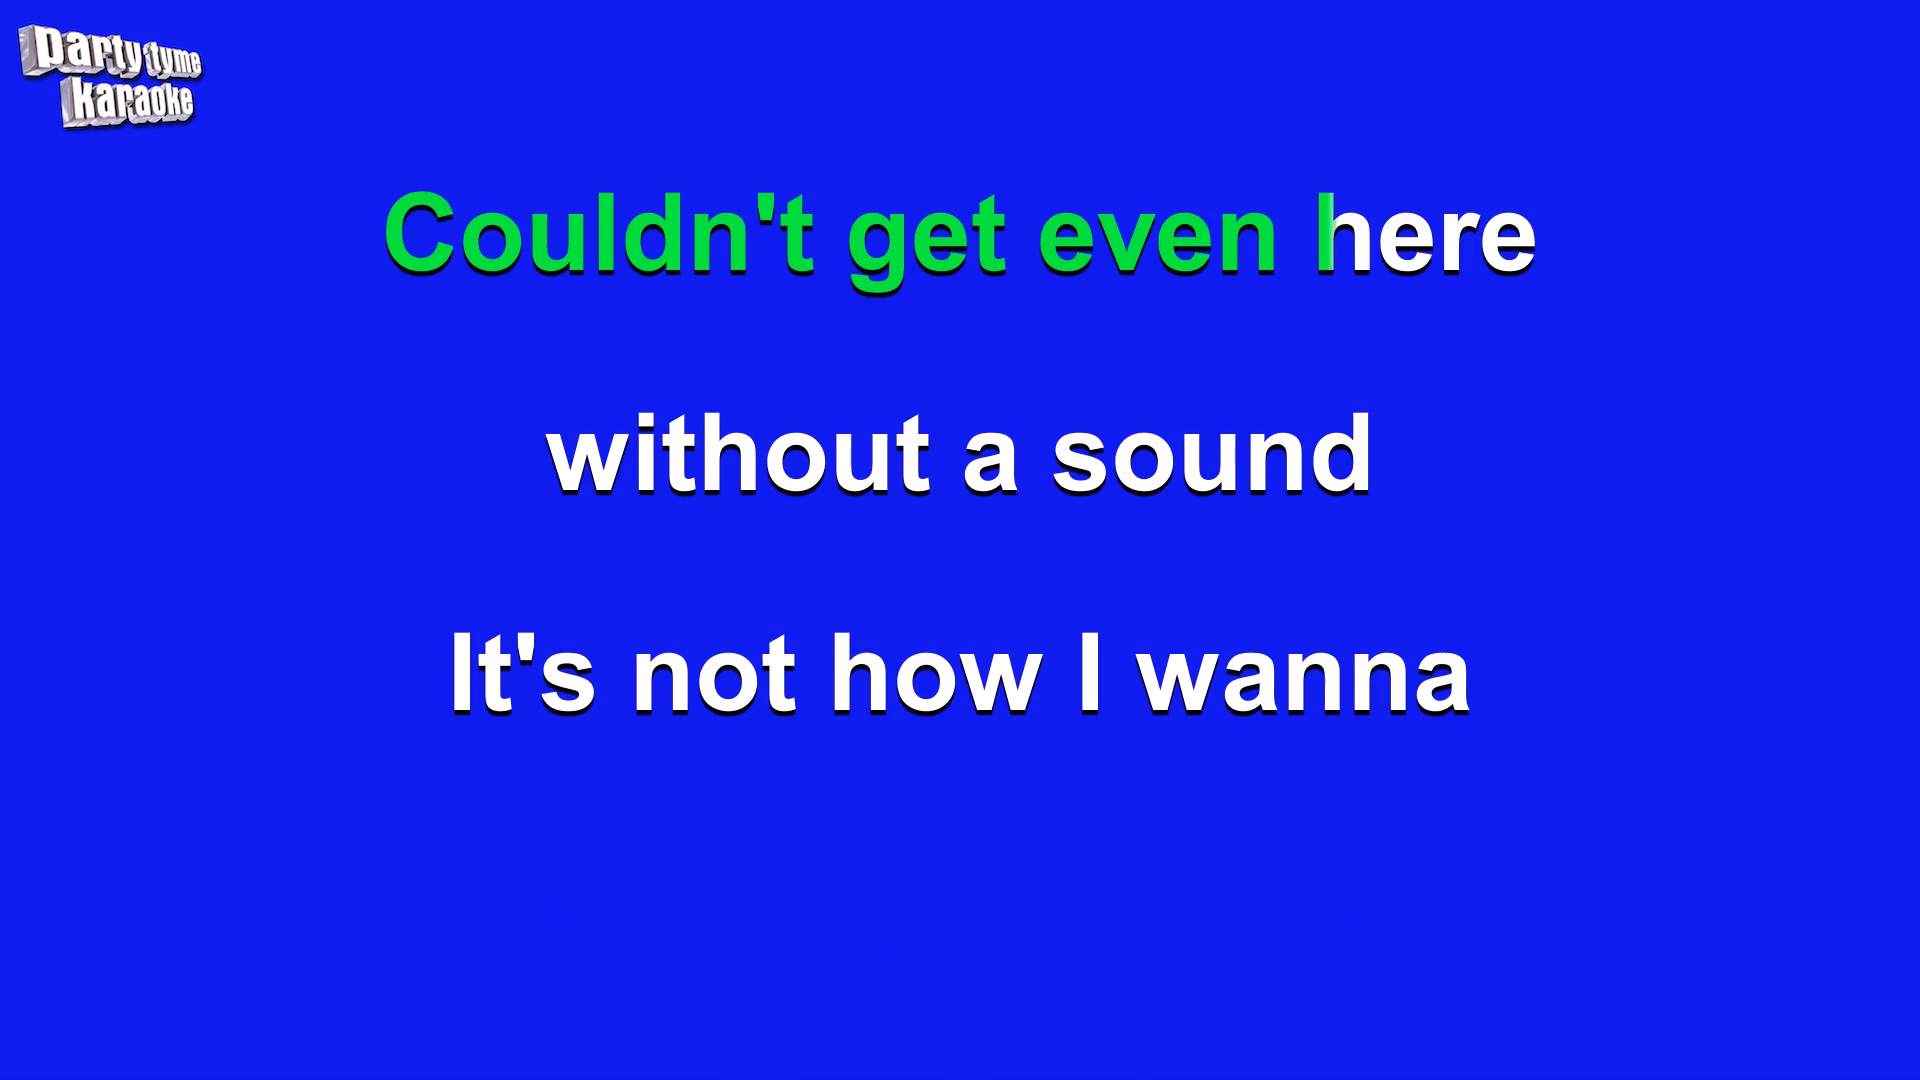 party tyme
karaoke
Couldn't get even here
without a sound
It's not how I wanna